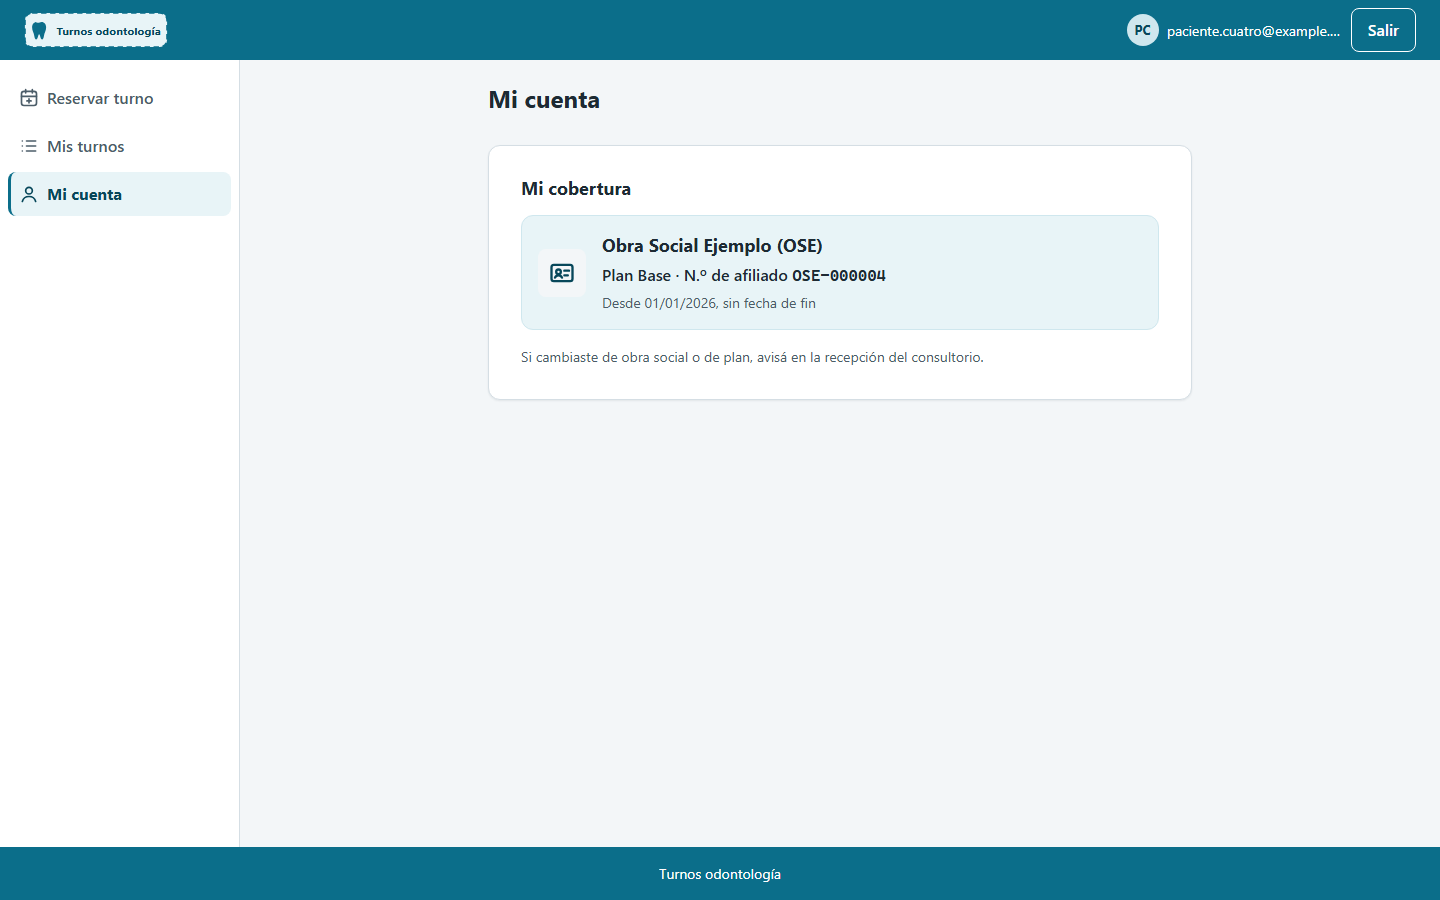 Turnos odontología
PC
paciente.cuatro@example....
Salir
Reservar turno
Mis turnos
Mi cuenta
Mi cuenta
Mi cobertura
Obra Social Ejemplo (OSE)
Plan Base · N.º de afiliado OSE-000004
Desde 01/01/2026, sin fecha de fin
Si cambiaste de obra social o de plan, avisá en la recepción del consultorio.
Turnos odontología